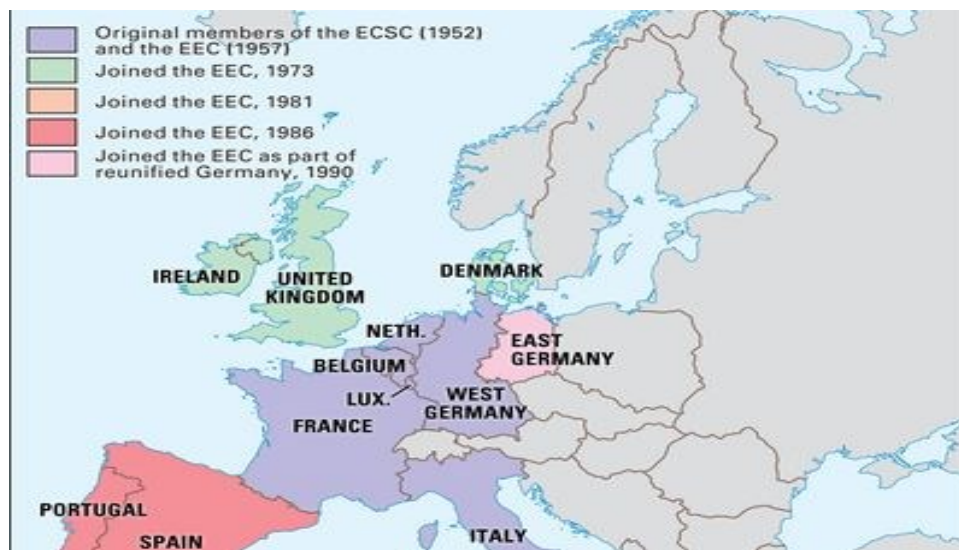 Original members of the ECSC (1952)
and the EEC (1957)
Joined the EEC, 1973
Joined the EEC, 1981
Joined the EEC, 1986
Joined the EEC as part of
reunified Germany, 1990
IRELAND
UNITED
KINGDOM
DENMARK
NETH.
EAST
GERMANY
BELGIUM
LUX.
WEST
GERMANY
FRANCE
PORTUGAL
SPAIN
ITALY